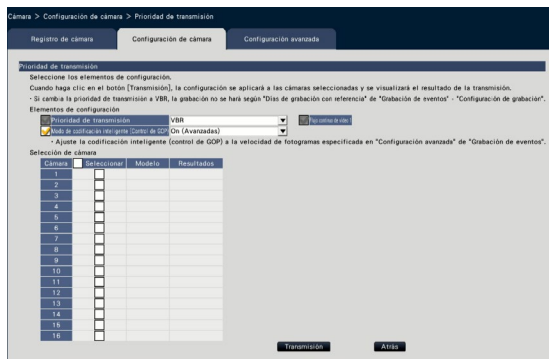 Cámara > Configuración de cámara > Prioridad de transmisión
Registro de cámara
Configuración de cámara
Configuración avanzada
Prioridad de transmisión
Seleccione los elementos de configuración.
Cuando haga clic en el botón [Transmisión], la configuración se aplicará a las cámaras seleccionadas y se visualizará el resultado de la transmisión.
・Si cambia la prioridad de transmisión a VBR, la grabación no se hará según "Días de grabación con referencia" de "Grabación de eventos" - "Configuración de grabación".
Elementos de configuración
Prioridad de transmisión VBR Flujo continuo de vídeo 1
Modo de codificación inteligente (Control de GOP) On (Avanzadas)
・Ajuste la codificación inteligente (control de GOP) a la velocidad de fotogramas especificada en "Configuración avanzada" de "Grabación de eventos".
Selección de cámara
Cámara Seleccionar Modelo Resultados
1
2
3
4
5
6
7
8
9
10
11
12
13
14
15
16
Transmisión Atrás